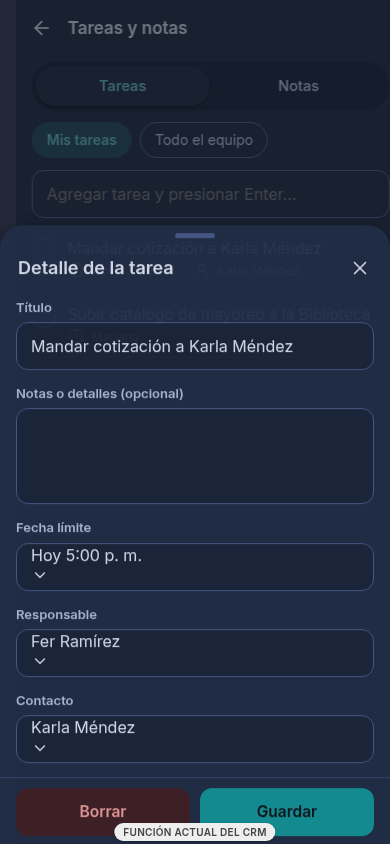 Tareas y notas
Tareas
Notas
Mis tareas
Todo el equipo
Agregar tarea y presionar Enter...
Mandar cotización a Karla Méndez
Karla Méndez
Detalle de la tarea
Subir catálogo de mayoreo a la Biblioteca
Título
Mandar cotización a Karla Méndez
Notas o detalles (opcional)
Fecha límite
Hoy 5:00 p. m.
Responsable
Fer Ramírez
Contacto
Karla Méndez
Borrar
Guardar
FUNCIÓN ACTUAL DEL CRM